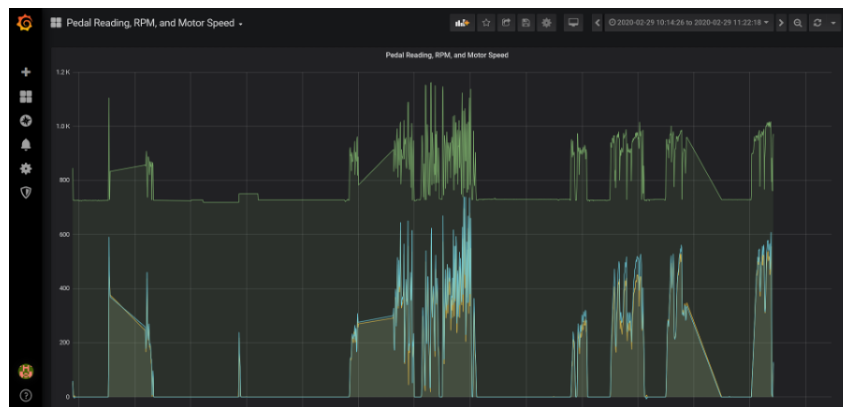 Pedal Reading, RPM, and Motor Speed
2020-02-29 10:14:26 to 2020-02-29 11:22:18
Pedal Reading, RPM, and Motor Speed
1.2 K
1.0 K
800
600
400
200
0